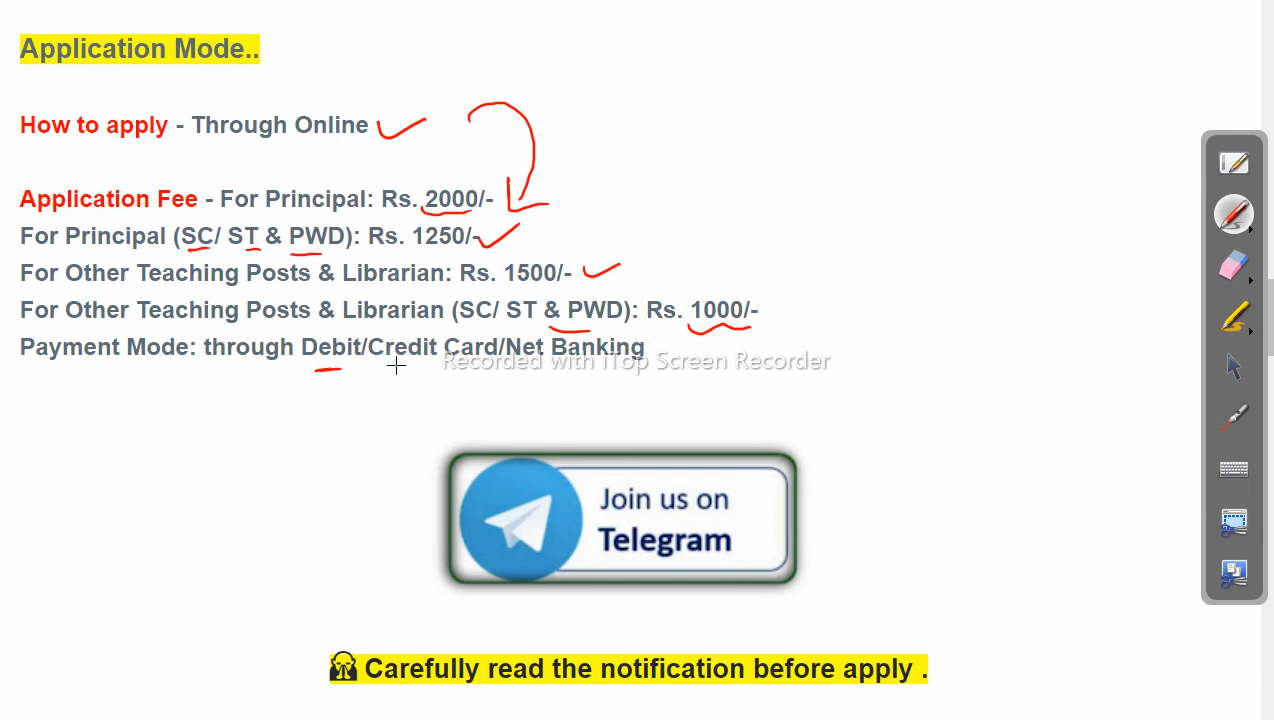 Application Mode..
How to apply - Through Online
Application Fee - For Principal: Rs. 2000/-
For Principal (SC/ ST & PWD): Rs. 1250/-
For Other Teaching Posts & Librarian: Rs. 1500/-
For Other Teaching Posts & Librarian (SC/ ST & PWD): Rs. 1000/-
Payment Mode: through Debit/Credit Card/Net Banking
Recorded with iTop Screen Recorder
Join us on
Telegram
Carefully read the notification before apply .